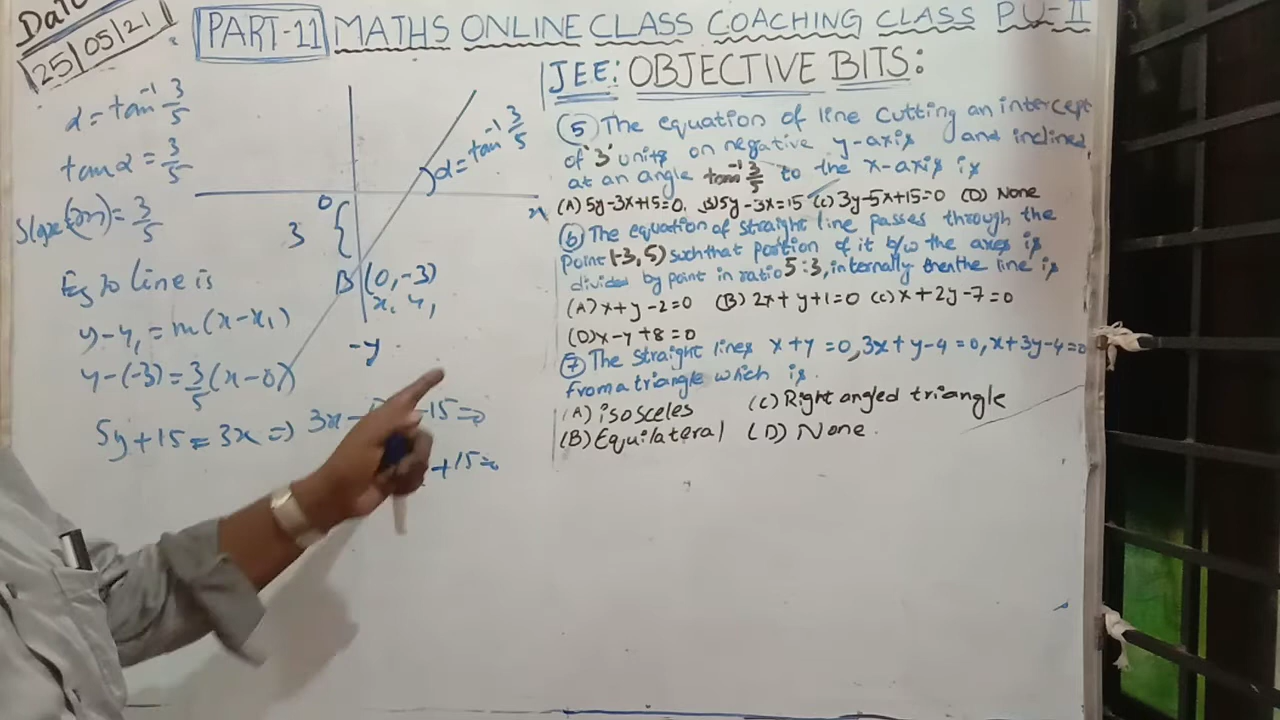 Date
25/05/21
PART-11 MATHS ONLINE CLASS COACHING CLASS P.U-II
α = tan⁻¹ 3/5
tan α = 3/5
Slope(m) = 3/5
Eq to line is
y-y₁ = m(x-x₁)
y-(-3) = 3/5 (x-0)
5y+15 = 3x ⇒ 3x - 15 =
+15=
α = tan⁻¹ 3/5
0
x
3
B (0,-3)
x₁ y₁
-y
JEE: OBJECTIVE BITS:
(5) The equation of line cutting an intercept
of '3' units on negative y-axis and inclined
at an angle tan⁻¹ 3/5 to the x-axis is
(A) 5y-3x+15=0. (B) 5y-3x=15 (C) 3y-5x+15=0 (D) None
(6) The equation of straight line passes through the
point (-3, 5) such that portion of it b/w the axes is
divided by point in ratio 5:3, internally then the line is
(A) x+y-2=0 (B) 2x+y+1=0 (C) x+2y-7=0
(D) x-y+8=0
(7) The straight lines x+y=0, 3x+y-4=0, x+3y-4=0
from a triangle which is.
(A) isosceles (C) Right angled triangle
(B) Equilateral (D) None.